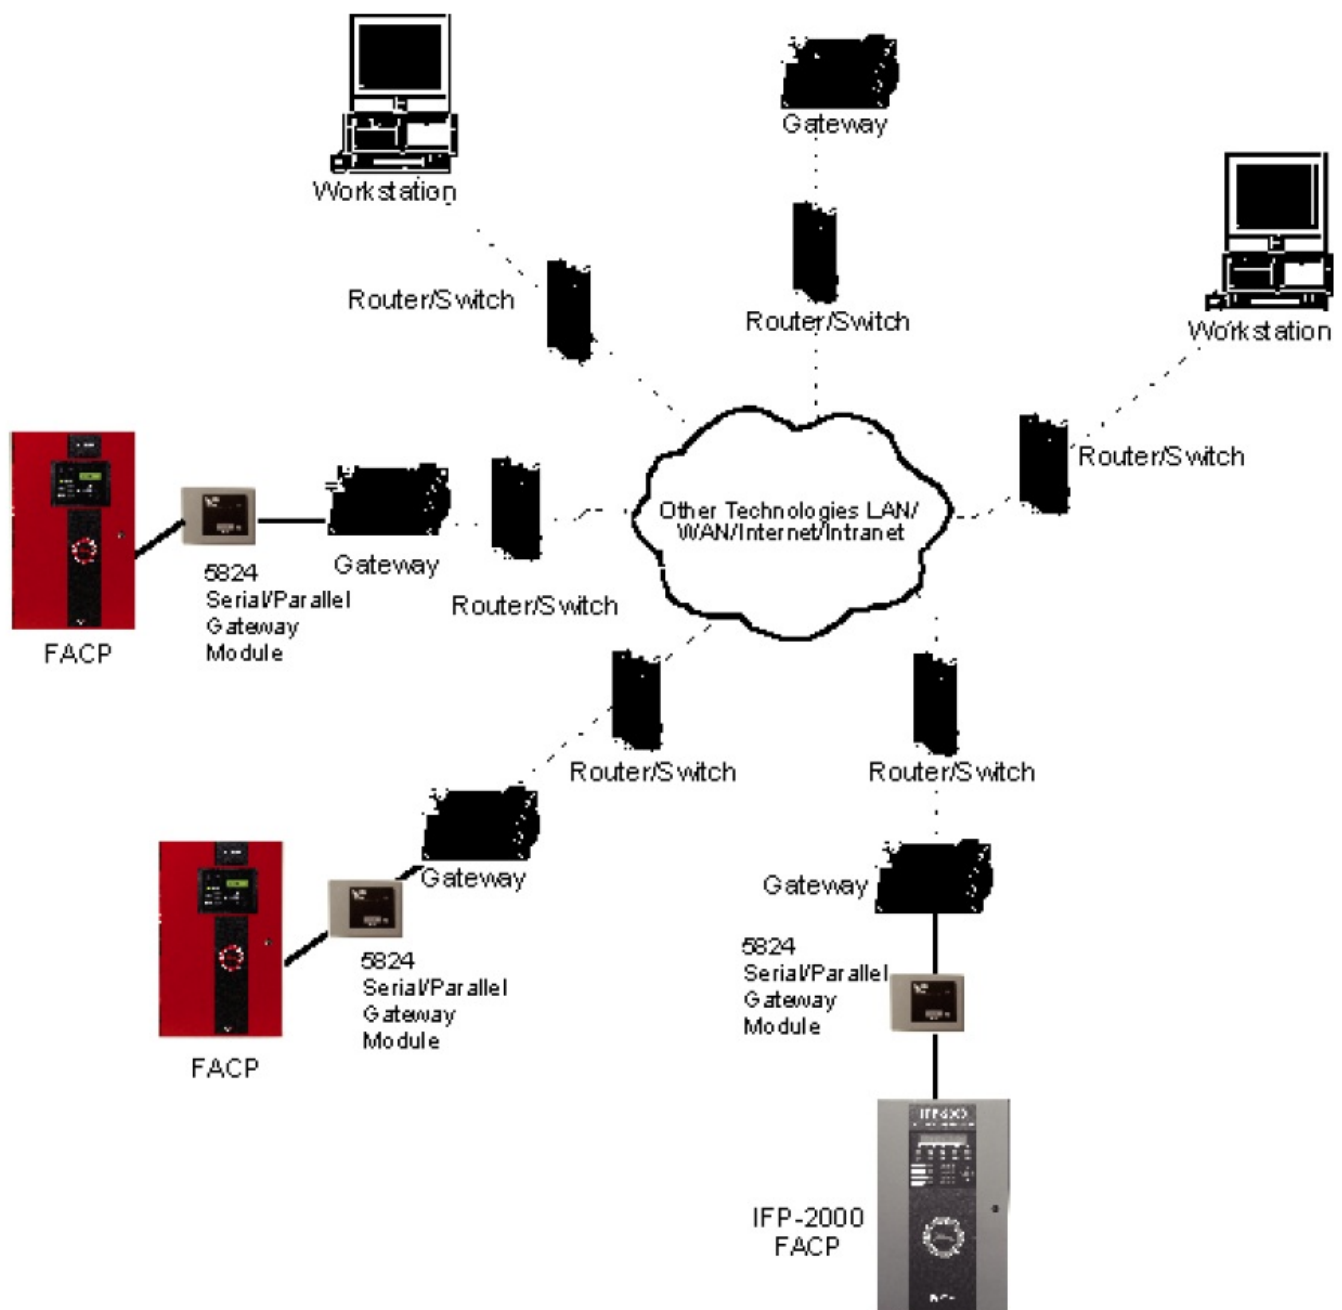 Gateway
Workstation
Router/Switch
Router/Switch
Workstation
Router/Switch
Other Technologies LAN/
WAN/Internet/Intranet
Gateway
5824
Serial/Parallel
Gateway
Module
Router/Switch
FACP
Router/Switch
Router/Switch
Gateway
Gateway
5824
Serial/Parallel
Gateway
Module
5824
Serial/Parallel
Gateway
Module
FACP
IFP-2000
IFP-2000
FACP